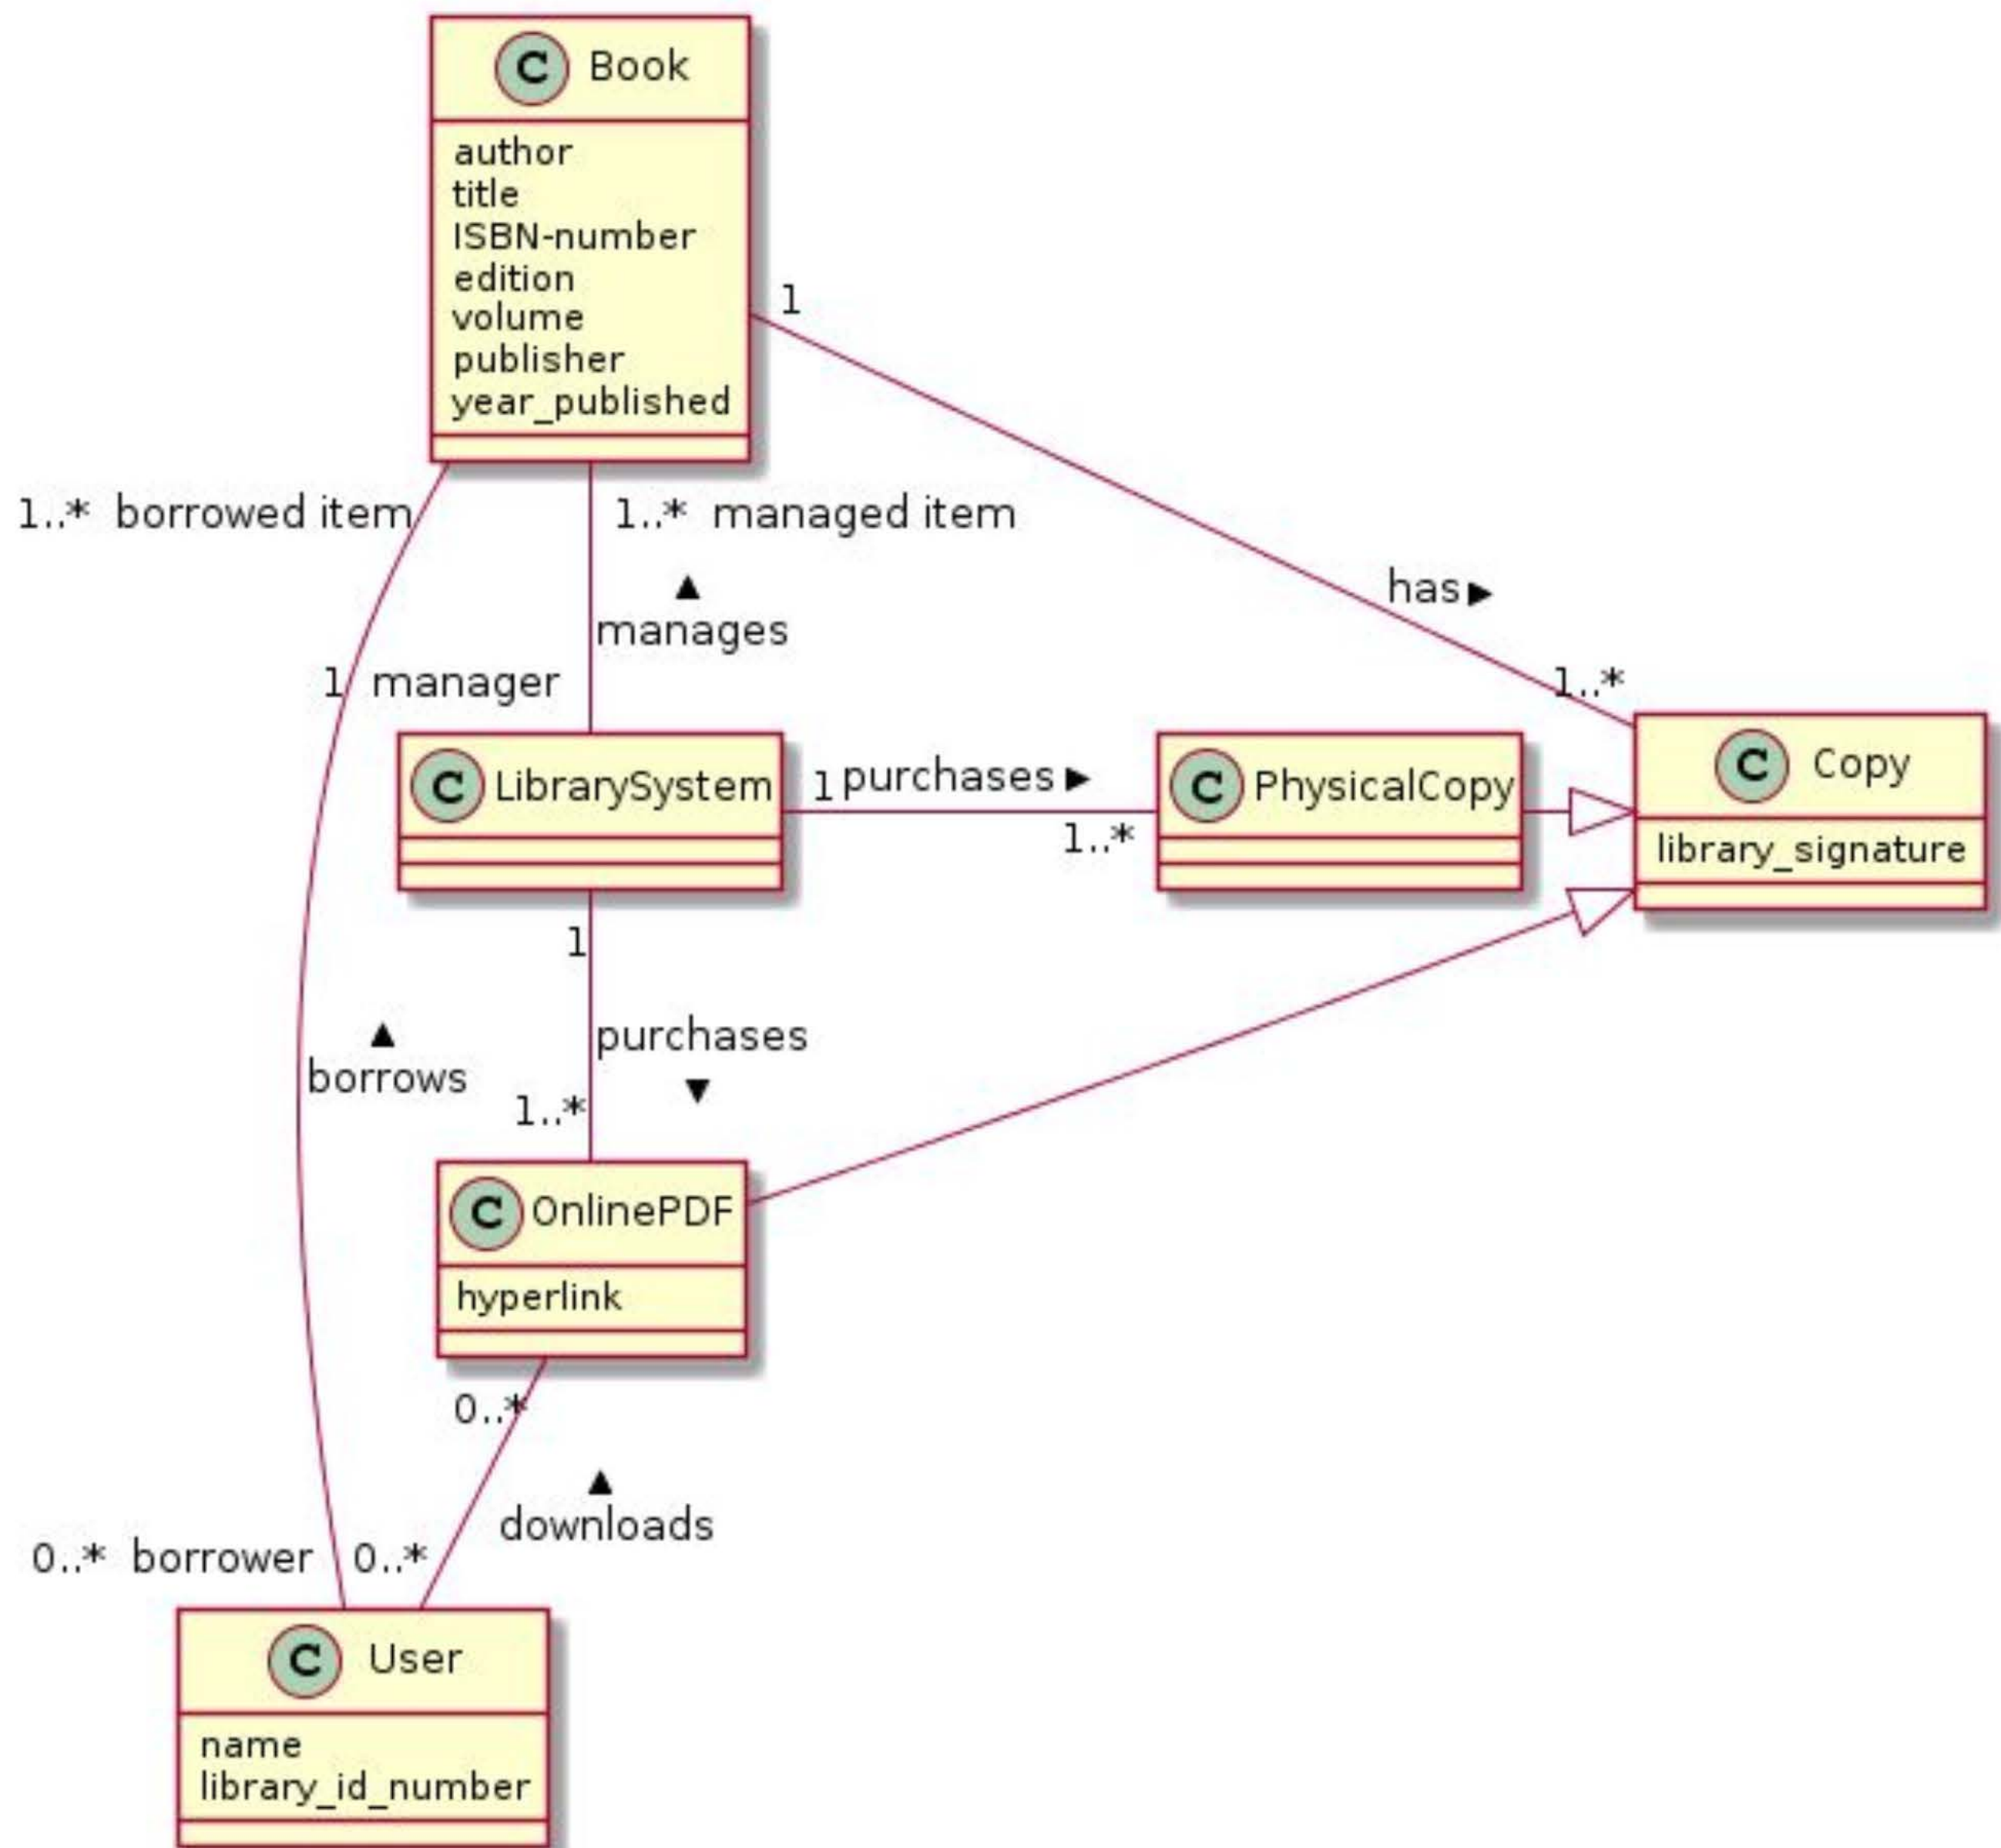 C Book
author
title
ISBN-number
edition
volume
publisher
year_published
1
1..* borrowed item
1..* managed item
▲
manages
has ▶
1 manager
1..*
C LibrarySystem
1 purchases ▶
1..*
C PhysicalCopy
C Copy
library_signature
1
purchases
▼
▲
borrows
1..*
C OnlinePDF
hyperlink
0..*
▲
downloads
0..* borrower
0..*
C User
name
library_id_number